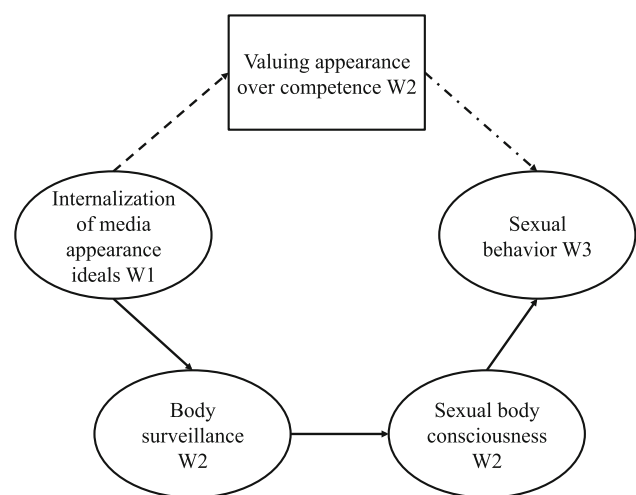 Valuing appearance
over competence W2
Internalization
of media
appearance
ideals W1
Sexual
behavior W3
Body
surveillance
W2
Sexual body
consciousness
W2